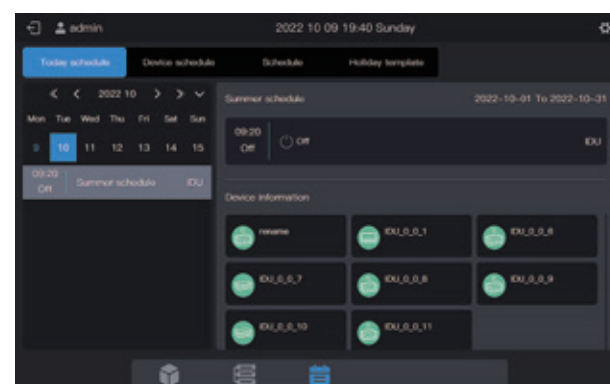 admin
2022 10 09 19:40 Sunday
Today schedule Device schedule Schedule Holiday template
2022 10
Mon Tue Wed Thu Fri Sat Sun
9 10 11 12 13 14 15
09:20
Off
Summer schedule
IDU
Summer schedule
2022-10-01 To 2022-10-31
09:20
Off
Off
IDU
Device information
rename
IDU_0_0_1
IDU_0_0_6
IDU_0_0_7
IDU_0_0_8
IDU_0_0_9
IDU_0_0_10
IDU_0_0_11